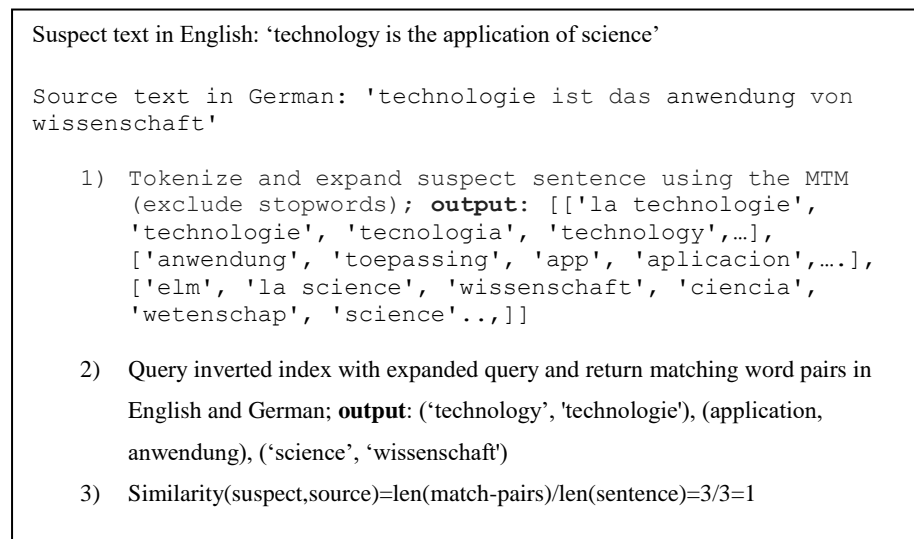 Suspect text in English: ‘technology is the application of science’
Source text in German: 'technologie ist das anwendung von
wissenschaft'
1) Tokenize and expand suspect sentence using the MTM
(exclude stopwords); output: [['la technologie',
'technologie', 'tecnologia', 'technology',…],
['anwendung', 'toepassing', 'app', 'aplicacion',….],
['elm', 'la science', 'wissenschaft', 'ciencia',
'wetenschap', 'science'..,]]
2) Query inverted index with expanded query and return matching word pairs in
English and German; output: (‘technology’, 'technologie'), (application,
anwendung), (‘science’, ‘wissenschaft')
3) Similarity(suspect,source)=len(match-pairs)/len(sentence)=3/3=1